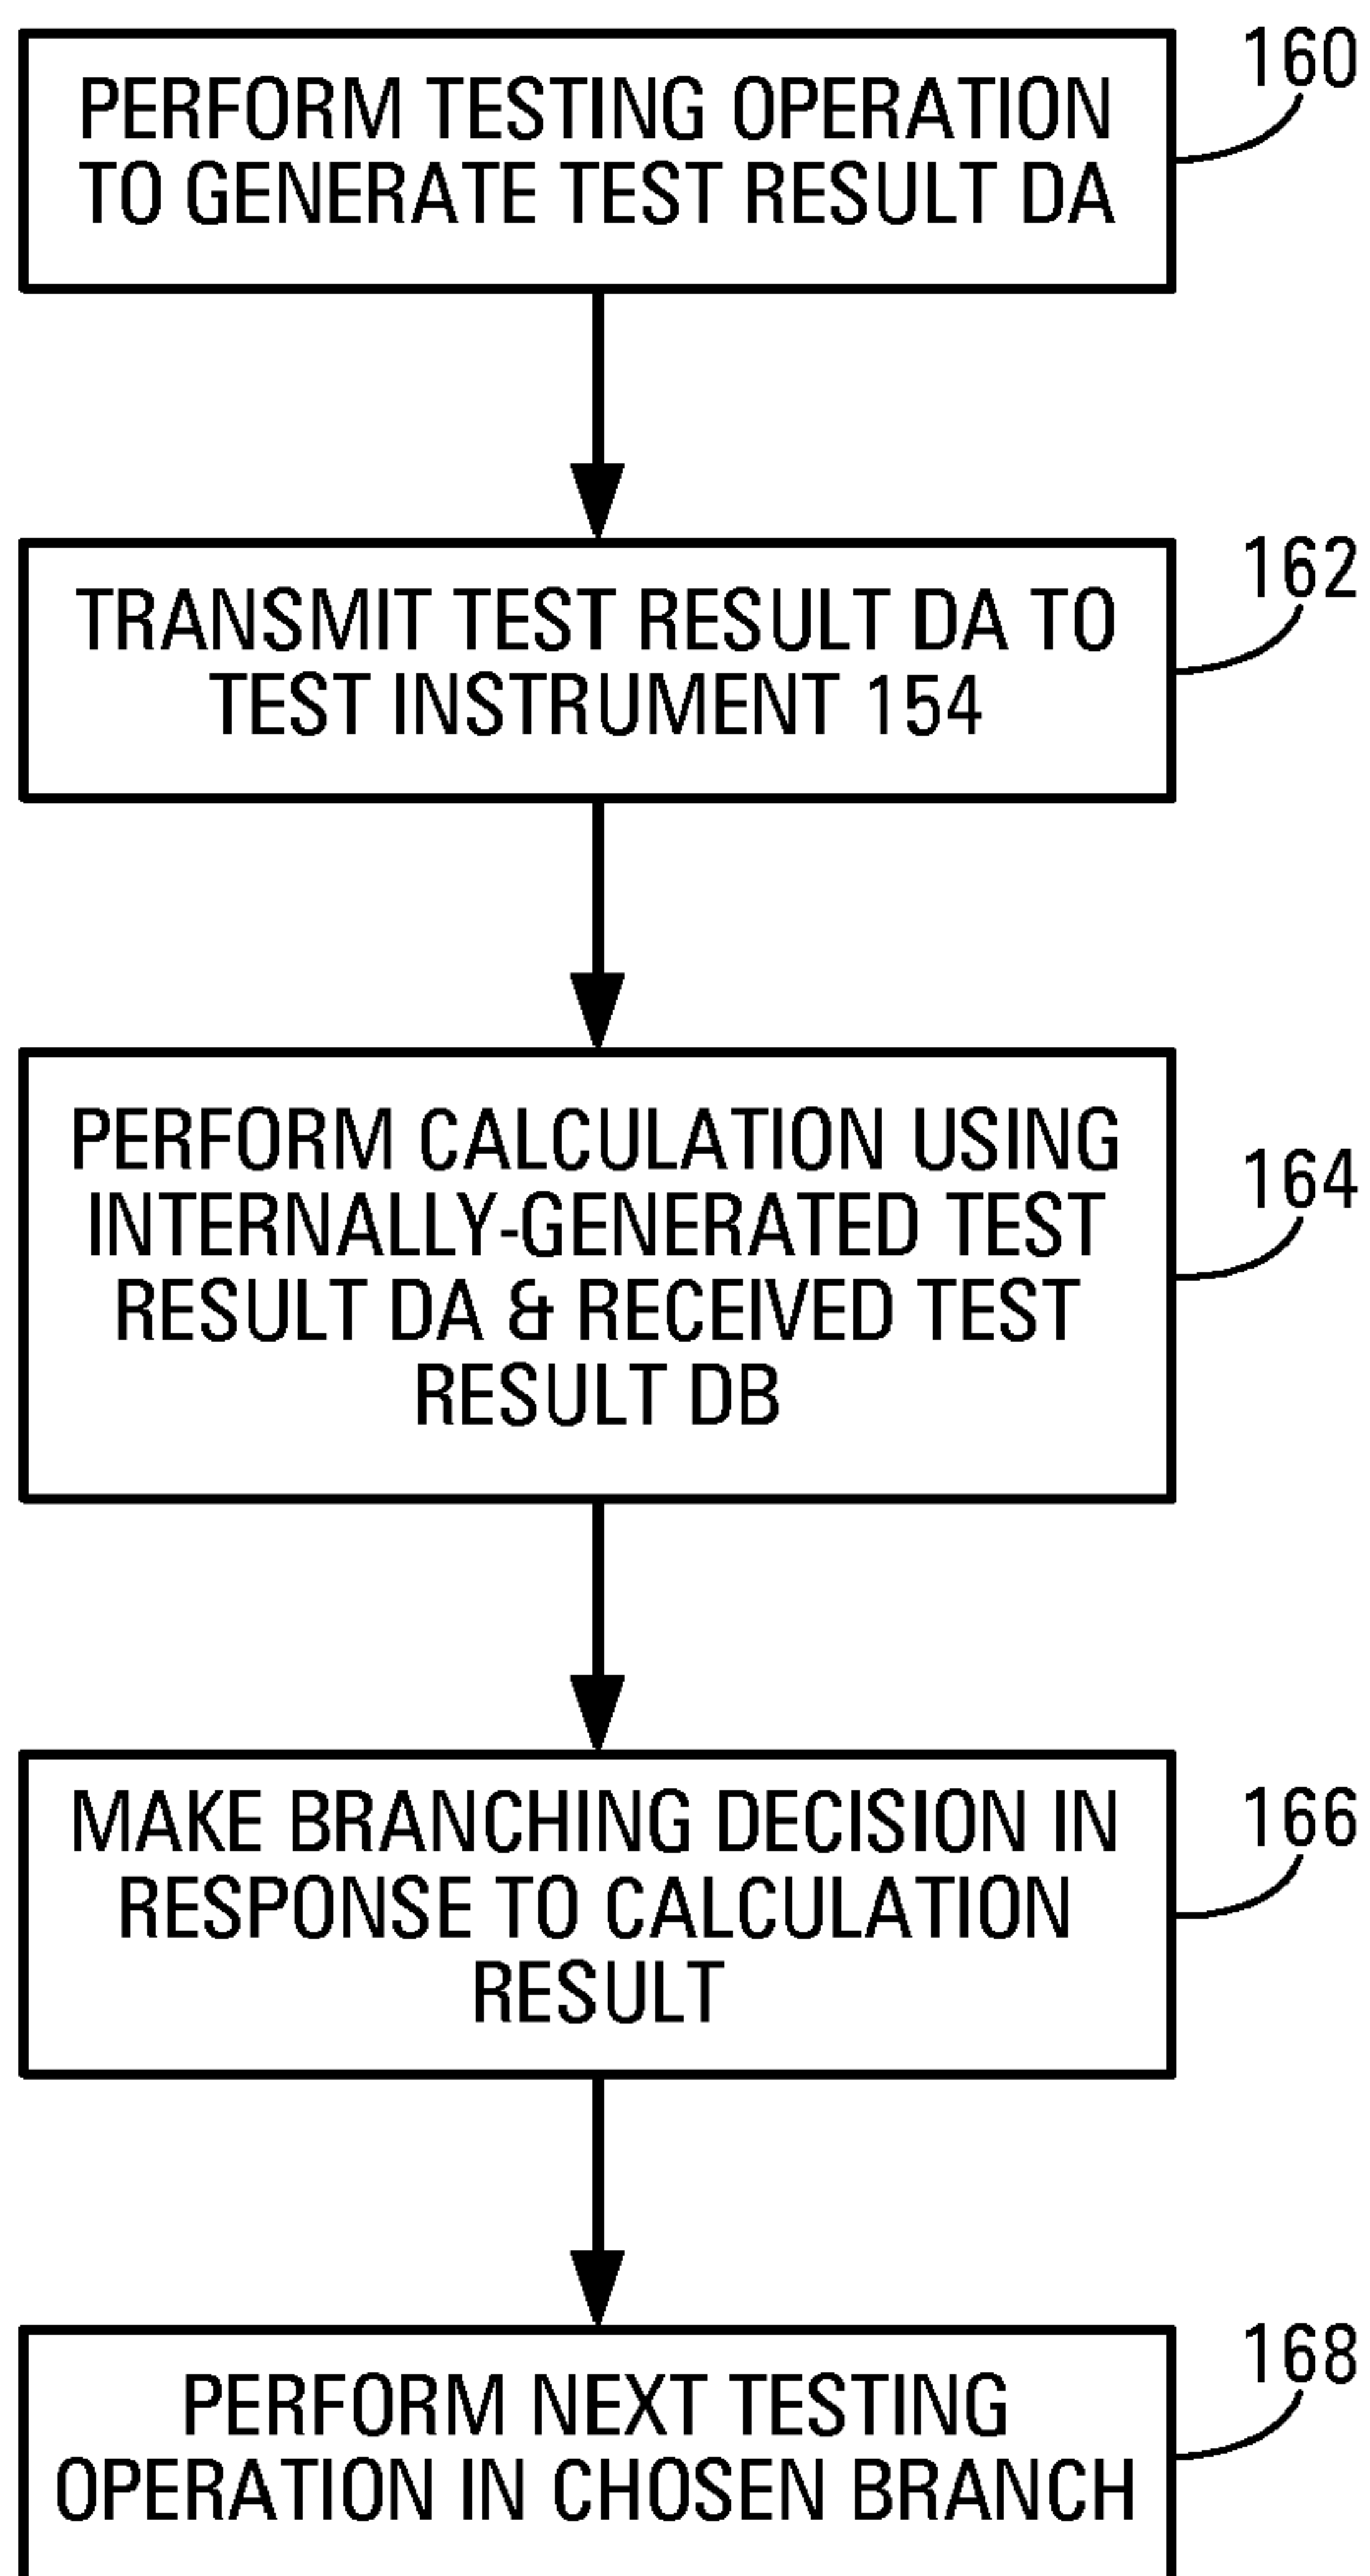 160
PERFORM TESTING OPERATION
TO GENERATE TEST RESULT DA
162
TRANSMIT TEST RESULT DA TO
TEST INSTRUMENT 154
PERFORM CALCULATION USING
164
INTERNALLY-GENERATED TEST
RESULT DA & RECEIVED TEST
RESULT DB
MAKE BRANCHING DECISION IN
166
RESPONSE TO CALCULATION
RESULT
168
PERFORM NEXT TESTING
OPERATION IN CHOSEN BRANCH